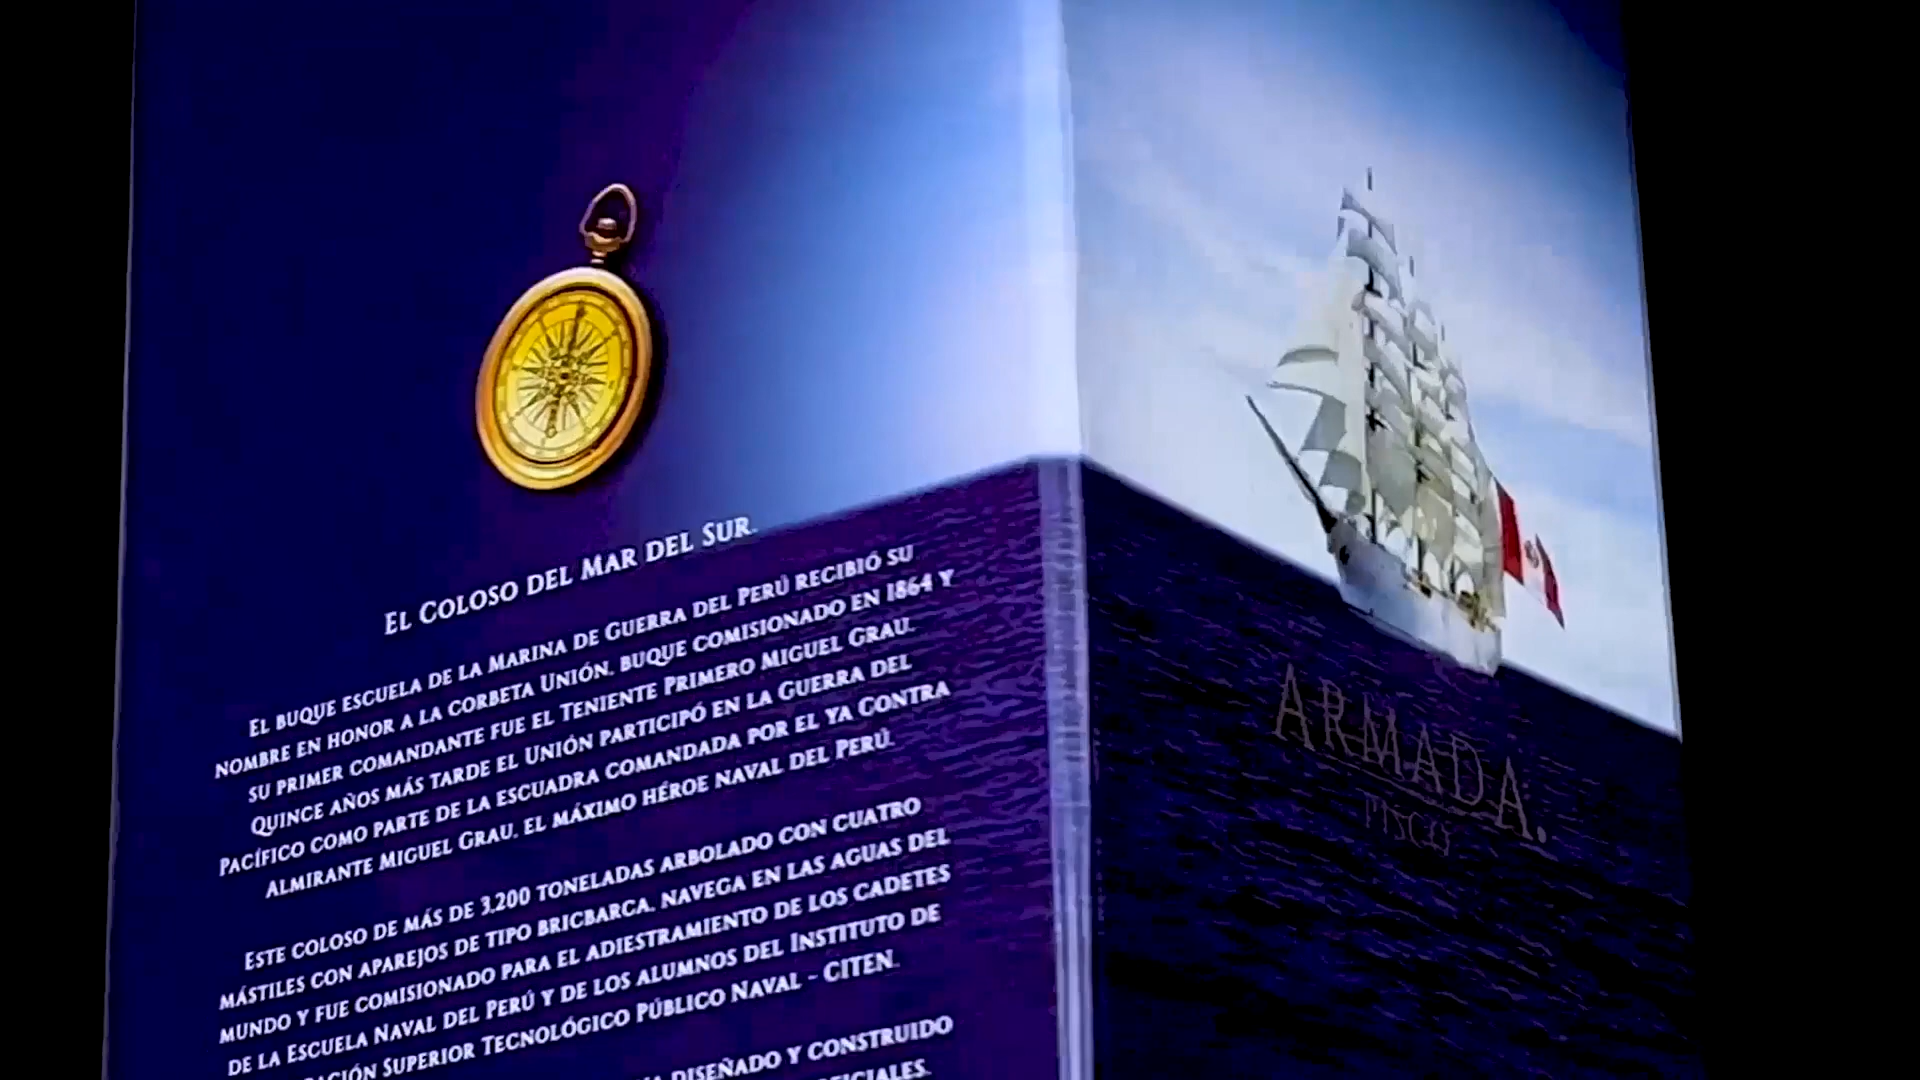 El Coloso del Mar del Sur.
El buque escuela de la Marina de Guerra del Perú recibió su
nombre en honor a la corbeta Unión, buque comisionado en 1864 y
su primer comandante fue el Teniente Primero Miguel Grau.
Quince años más tarde el Unión participó en la Guerra del
Pacífico como parte de la escuadra comandada por el ya Contra
Almirante Miguel Grau, el máximo héroe naval del Perú.
Este coloso de más de 3,200 toneladas arbolado con cuatro
mástiles con aparejos de tipo bricbarca, navega en las aguas del
mundo y fue comisionado para el adiestramiento de los cadetes
de la Escuela Naval del Perú y de los alumnos del Instituto de
Superior Tecnológico Público Naval - CITEN.
diseñado y construido
ARMADA.
PISCO